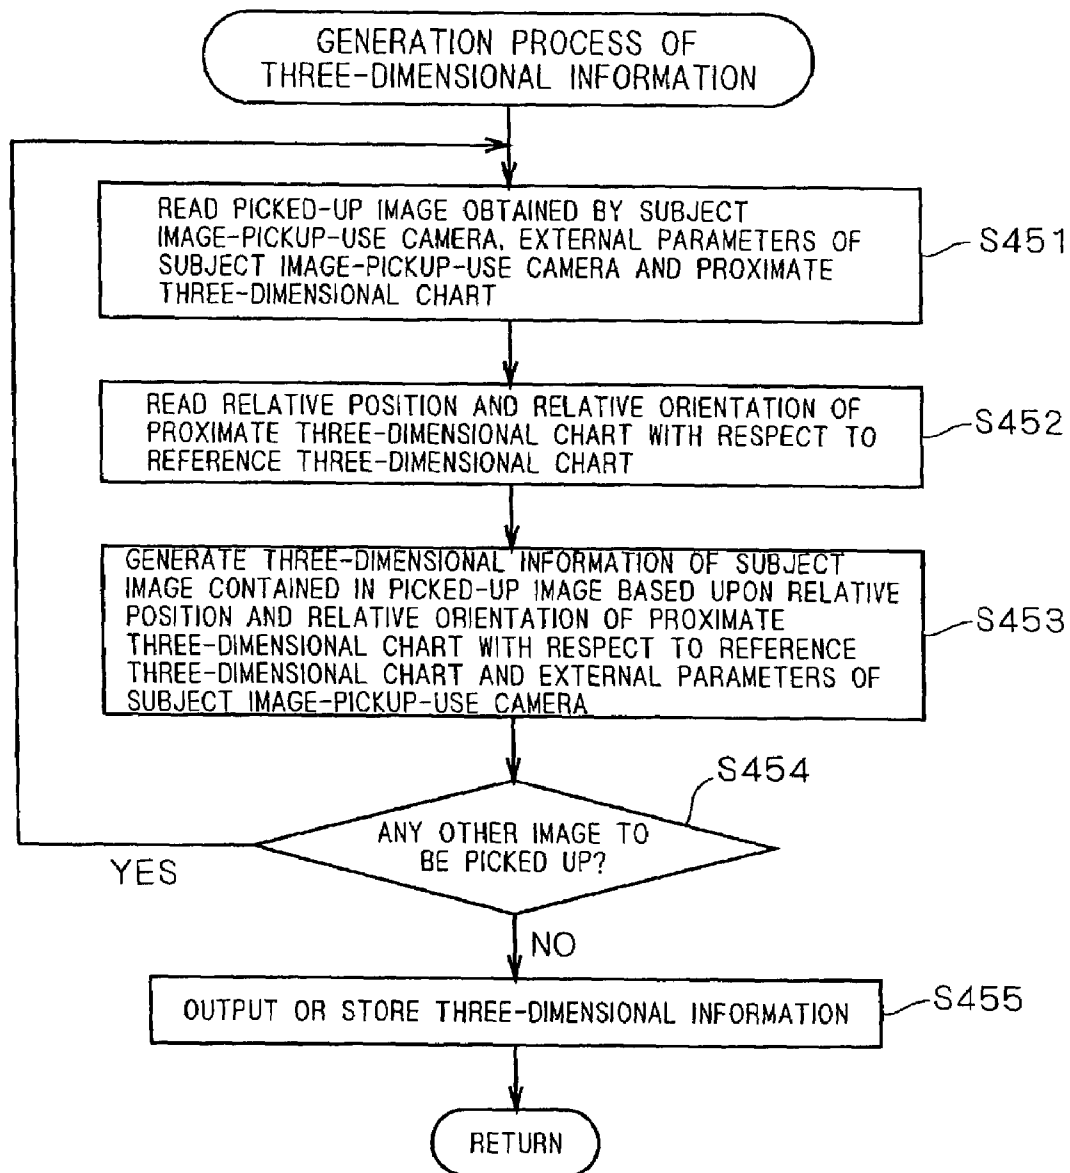 GENERATION PROCESS OF
THREE-DIMENSIONAL INFORMATION
READ PICKED-UP IMAGE OBTAINED BY SUBJECT
IMAGE-PICKUP-USE CAMERA, EXTERNAL PARAMETERS OF
SUBJECT IMAGE-PICKUP-USE CAMERA AND PROXIMATE
THREE-DIMENSIONAL CHART
S451
READ RELATIVE POSITION AND RELATIVE ORIENTATION OF
PROXIMATE THREE-DIMENSIONAL CHART WITH RESPECT TO
REFERENCE THREE-DIMENSIONAL CHART
S452
GENERATE THREE-DIMENSIONAL INFORMATION OF SUBJECT
IMAGE CONTAINED IN PICKED-UP IMAGE BASED UPON RELATIVE
POSITION AND RELATIVE ORIENTATION OF PROXIMATE
THREE-DIMENSIONAL CHART WITH RESPECT TO REFERENCE
THREE-DIMENSIONAL CHART AND EXTERNAL PARAMETERS OF
SUBJECT IMAGE-PICKUP-USE CAMERA
S453
S454
ANY OTHER IMAGE TO
BE PICKED UP?
YES
NO
OUTPUT OR STORE THREE-DIMENSIONAL INFORMATION
S455
RETURN